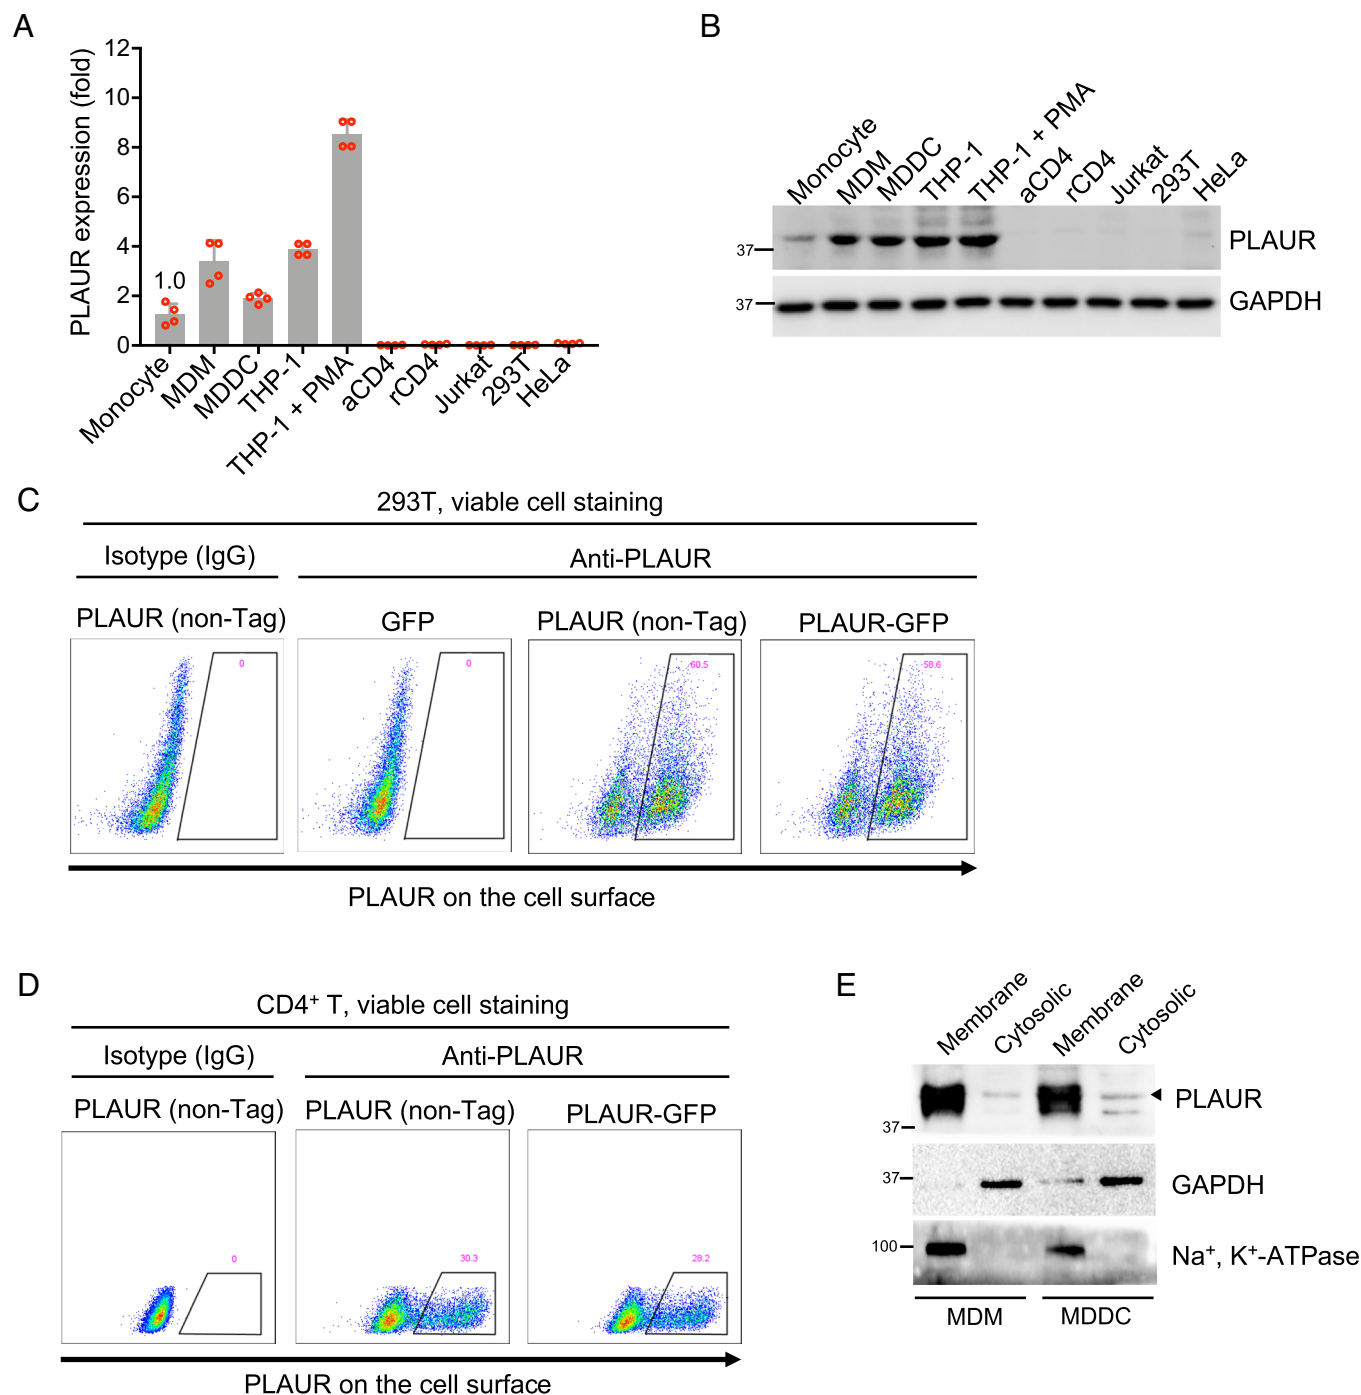 A
PLAUR expression (fold)
12
10
8
6
4
2
0
1.0
Monocyte
MDM
MDDC
THP-1
THP-1 + PMA
aCD4
rCD4
Jurkat
293T
HeLa
B
Monocyte
MDM
MDDC
THP-1
THP-1 + PMA
aCD4
rCD4
Jurkat
293T
HeLa
37
PLAUR
37
GAPDH
C
293T, viable cell staining
Isotype (IgG)
Anti-PLAUR
PLAUR (non-Tag)
GFP
PLAUR (non-Tag)
PLAUR-GFP
0
0
60.5
58.6
PLAUR on the cell surface
D
CD4⁺ T, viable cell staining
Isotype (IgG)
Anti-PLAUR
PLAUR (non-Tag)
PLAUR (non-Tag)
PLAUR-GFP
0
30.3
28.2
PLAUR on the cell surface
E
Membrane
Cytosolic
Membrane
Cytosolic
PLAUR
37
37
GAPDH
100
Na⁺, K⁺-ATPase
MDM
MDDC